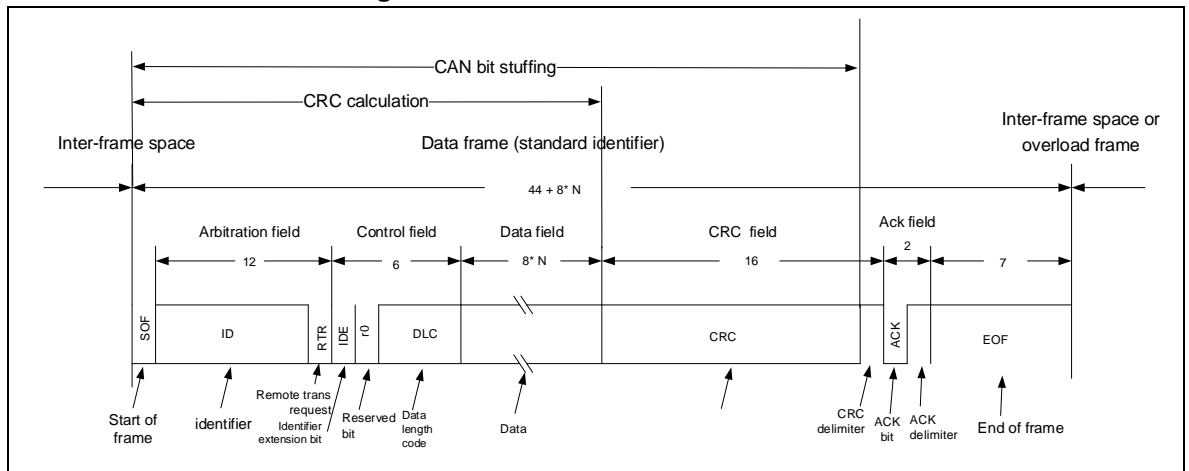 CAN bit stuffing
CRC calculation
Inter-frame space
Data frame (standard identifier)
Inter-frame space or
overload frame
44 + 8* N
Arbitration field
Control field
Data field
CRC field
Ack field
12
6
8* N
16
2
7
SOF
ID
RTR
IDE
r0
DLC
CRC
ACK
EOF
Start of
frame
identifier
Remote trans
request
Identifier
extension bit
Reserved
bit
Data
length
code
Data
CRC
delimiter
ACK
bit
ACK
delimiter
End of frame